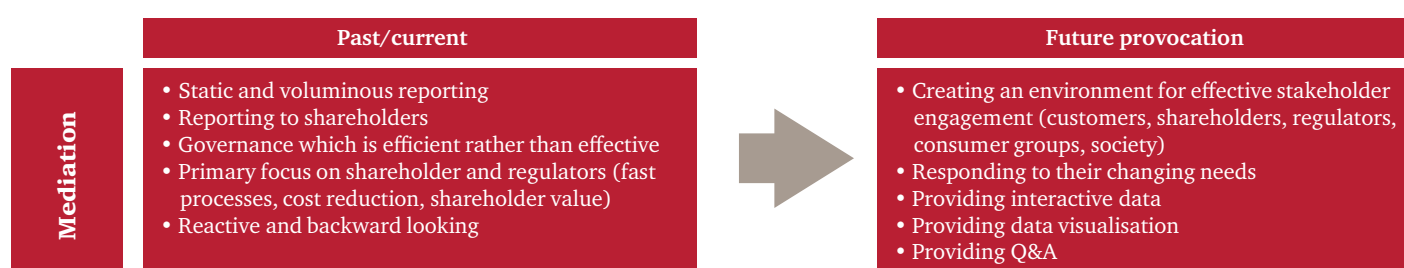 Past/current
Future provocation
Mediation
• Static and voluminous reporting
• Reporting to shareholders
• Governance which is efficient rather than effective
• Primary focus on shareholder and regulators (fast
processes, cost reduction, shareholder value)
• Reactive and backward looking
• Creating an environment for effective stakeholder
engagement (customers, shareholders, regulators,
consumer groups, society)
• Responding to their changing needs
• Providing interactive data
• Providing data visualisation
• Providing Q&A